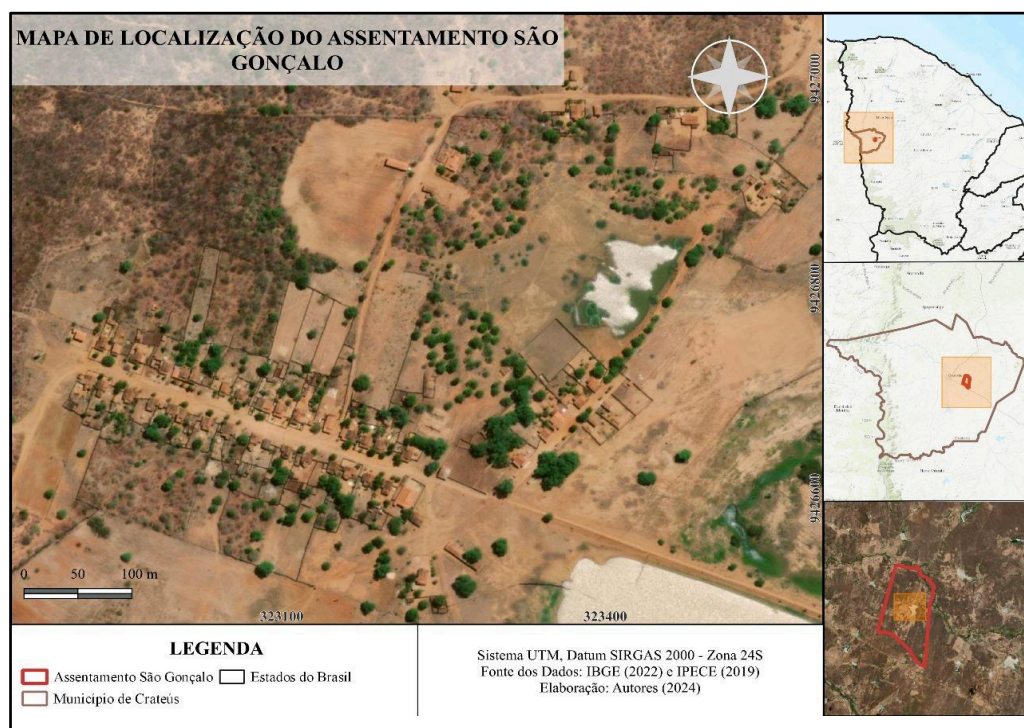 MAPA DE LOCALIZAÇÃO DO ASSENTAMENTO SÃO
GONÇALO
9427000
9426800
9426600
0 50 100 m
323100 323400
LEGENDA
Assentamento São Gonçalo Estados do Brasil
Município de Crateús
Sistema UTM, Datum SIRGAS 2000 - Zona 24S
Fonte dos Dados: IBGE (2022) e IPECE (2019)
Elaboração: Autores (2024)